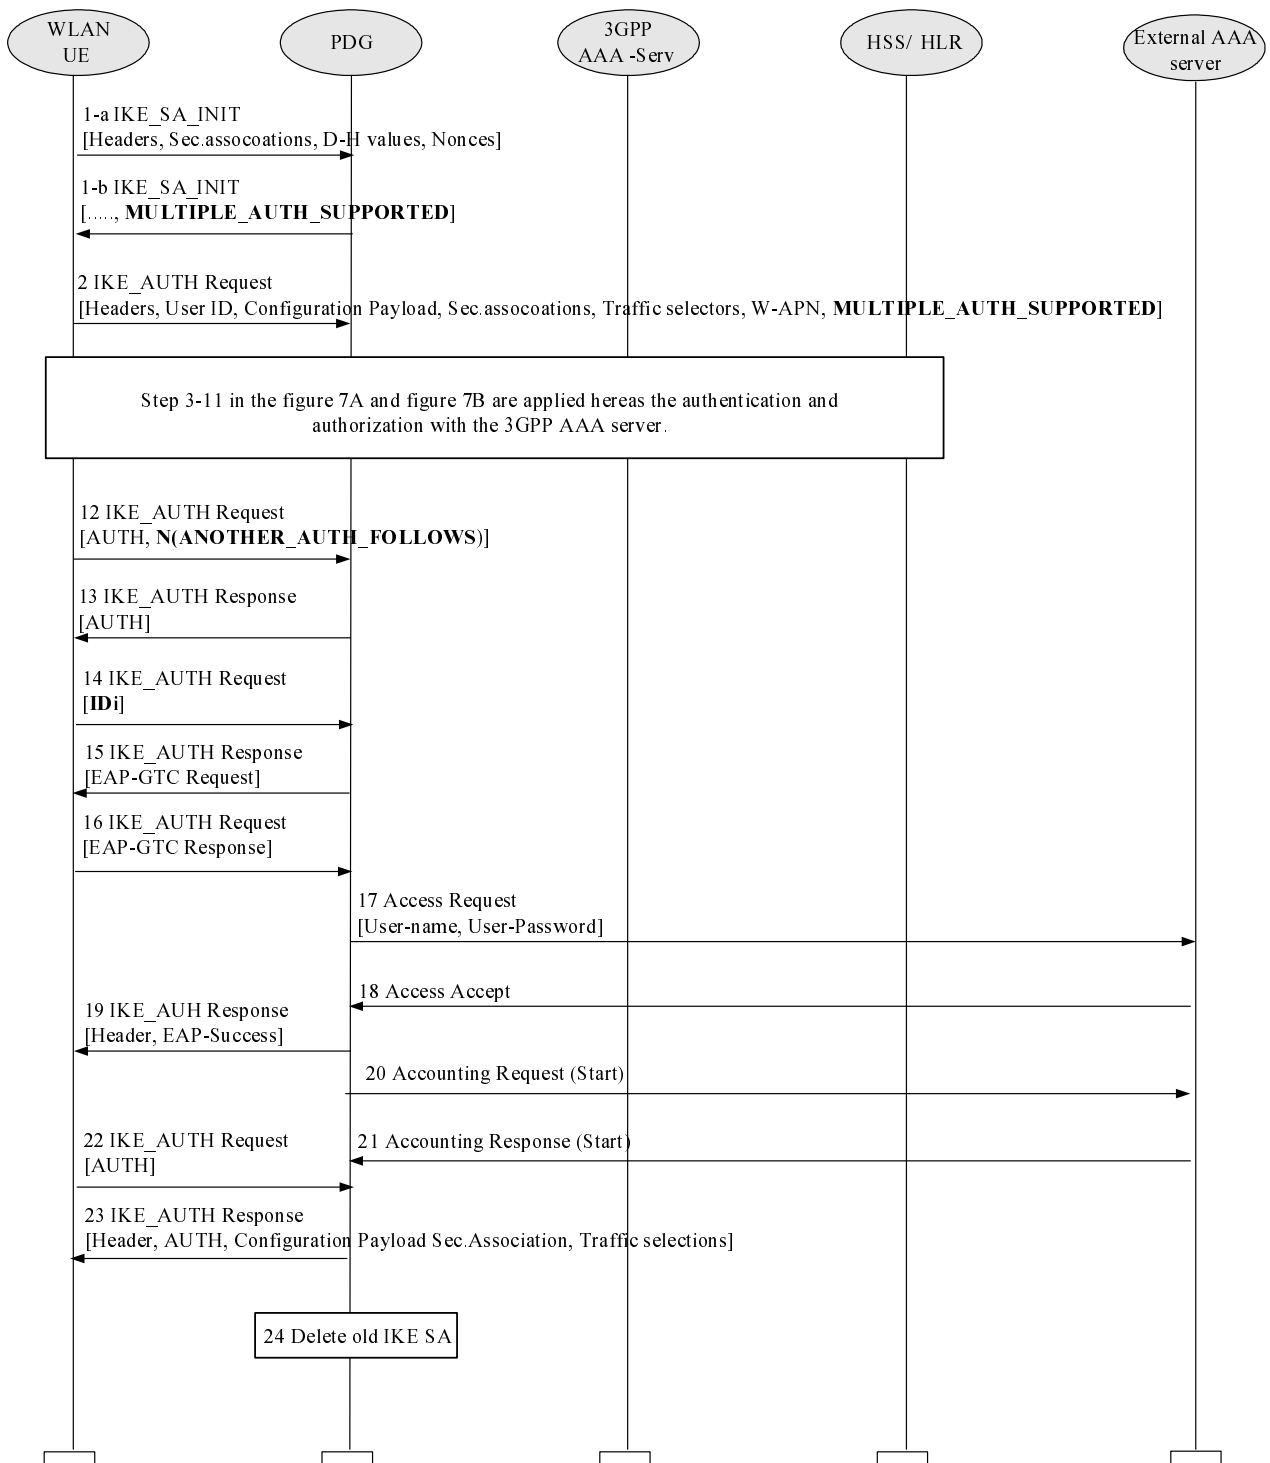 WLAN
UE
PDG
3GPP
AAA -Serv
HSS/ HLR
External AAA
server
1-a IKE_SA_INIT
[Headers, Sec.assocoations, D-H values, Nonces]
1-b IKE_SA_INIT
[....., MULTIPLE_AUTH_SUPPORTED]
2 IKE_AUTH Request
[Headers, User ID, Configuration Payload, Sec.assocoations, Traffic selectors, W-APN, MULTIPLE_AUTH_SUPPORTED]
Step 3-11 in the figure 7A and figure 7B are applied hereas the authentication and
authorization with the 3GPP AAA server.
12 IKE_AUTH Request
[AUTH, N(ANOTHER_AUTH_FOLLOWS)]
13 IKE_AUTH Response
[AUTH]
14 IKE_AUTH Request
[IDi]
15 IKE_AUTH Response
[EAP-GTC Request]
16 IKE_AUTH Request
[EAP-GTC Response]
17 Access Request
[User-name, User-Password]
18 Access Accept
19 IKE_AUH Response
[Header, EAP-Success]
20 Accounting Request (Start)
22 IKE_AUTH Request
[AUTH]
21 Accounting Response (Start)
23 IKE_AUTH Response
[Header, AUTH, Configuration Payload Sec.Association, Traffic selections]
24 Delete old IKE SA